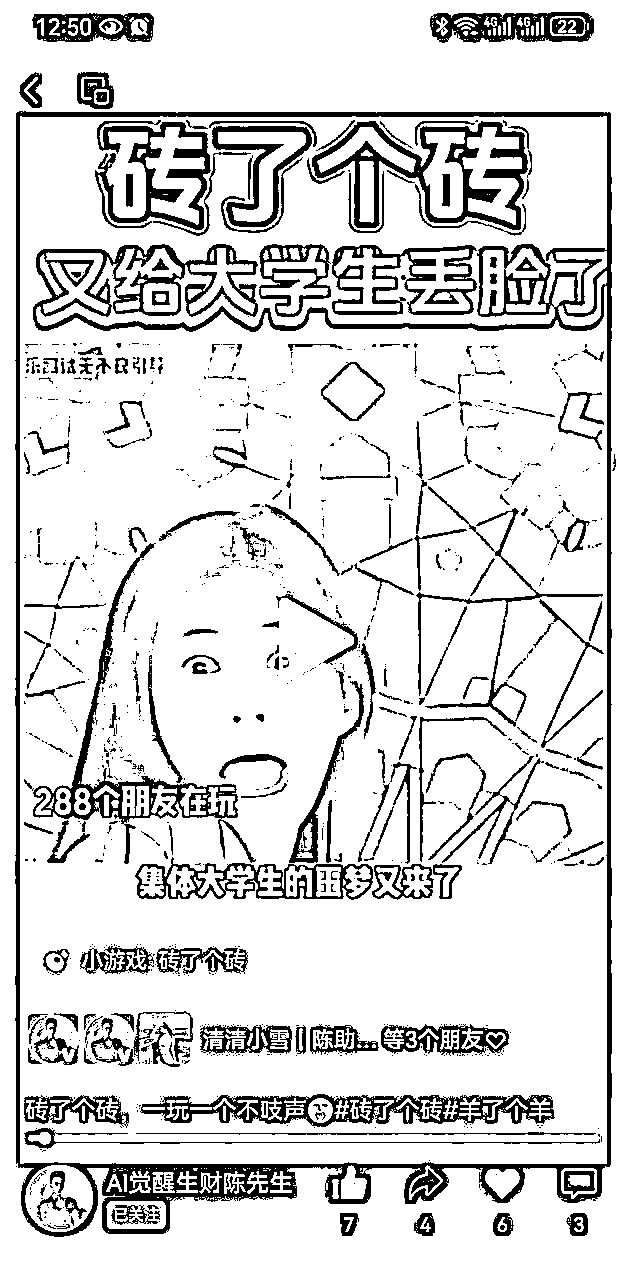 12:50
4G 4G 22
砖了个砖
又给大学生丢脸了
288个朋友在玩
集体大学生的噩梦又来了
小游戏 砖了个砖
清清小雪 | 陈助... 等3个朋友♡
砖了个砖，一玩一个不吱声#砖了个砖#羊了个羊
AI觉醒生财陈先生
已关注
7 4 6 3